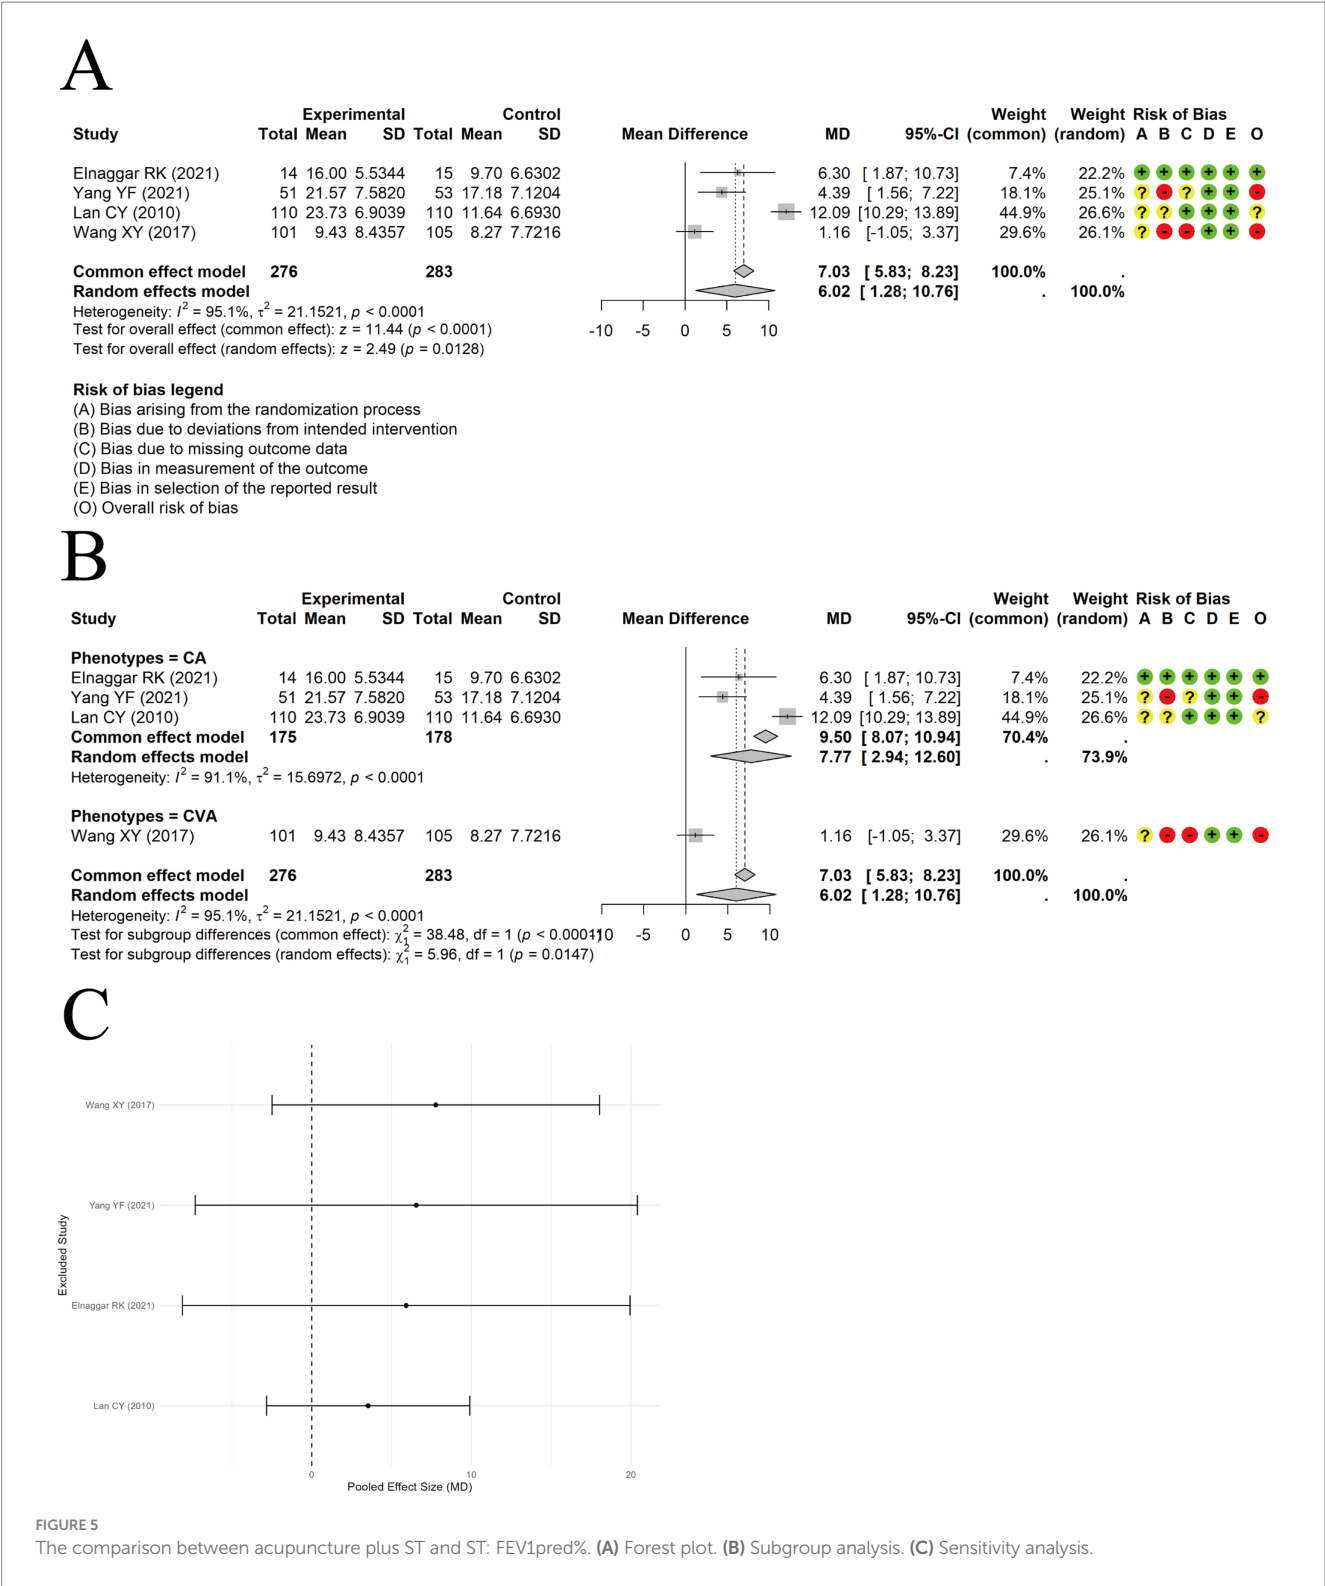 A
Experimental Control Weight Weight Risk of Bias
Study Total Mean SD Total Mean SD Mean Difference MD 95%-CI (common) (random) A B C D E O
Elnaggar RK (2021) 14 16.00 5.5344 15 9.70 6.6302 6.30 [ 1.87; 10.73] 7.4% 22.2% + + + + + +
Yang YF (2021) 51 21.57 7.5820 53 17.18 7.1204 4.39 [ 1.56; 7.22] 18.1% 25.1% ? - ? + + -
Lan CY (2010) 110 23.73 6.9039 110 11.64 6.6930 12.09 [10.29; 13.89] 44.9% 26.6% ? ? + + + ?
Wang XY (2017) 101 9.43 8.4357 105 8.27 7.7216 1.16 [-1.05; 3.37] 29.6% 26.1% ? - - + + -
Common effect model 276 283 7.03 [ 5.83; 8.23] 100.0% .
Random effects model 6.02 [ 1.28; 10.76] . 100.0%
Heterogeneity: I² = 95.1%, τ² = 21.1521, p < 0.0001
Test for overall effect (common effect): z = 11.44 (p < 0.0001)
Test for overall effect (random effects): z = 2.49 (p = 0.0128)
-10 -5 0 5 10
Risk of bias legend
(A) Bias arising from the randomization process
(B) Bias due to deviations from intended intervention
(C) Bias due to missing outcome data
(D) Bias in measurement of the outcome
(E) Bias in selection of the reported result
(O) Overall risk of bias
B
Experimental Control Weight Weight Risk of Bias
Study Total Mean SD Total Mean SD Mean Difference MD 95%-CI (common) (random) A B C D E O
Phenotypes = CA
Elnaggar RK (2021) 14 16.00 5.5344 15 9.70 6.6302 6.30 [ 1.87; 10.73] 7.4% 22.2% + + + + + +
Yang YF (2021) 51 21.57 7.5820 53 17.18 7.1204 4.39 [ 1.56; 7.22] 18.1% 25.1% ? - ? + + -
Lan CY (2010) 110 23.73 6.9039 110 11.64 6.6930 12.09 [10.29; 13.89] 44.9% 26.6% ? ? + + + ?
Common effect model 175 178 9.50 [ 8.07; 10.94] 70.4% .
Random effects model 7.77 [ 2.94; 12.60] . 73.9%
Heterogeneity: I² = 91.1%, τ² = 15.6972, p < 0.0001
Phenotypes = CVA
Wang XY (2017) 101 9.43 8.4357 105 8.27 7.7216 1.16 [-1.05; 3.37] 29.6% 26.1% ? - - + + -
Common effect model 276 283 7.03 [ 5.83; 8.23] 100.0% .
Random effects model 6.02 [ 1.28; 10.76] . 100.0%
Heterogeneity: I² = 95.1%, τ² = 21.1521, p < 0.0001
Test for subgroup differences (common effect): χ²₁ = 38.48, df = 1 (p < 0.0001) -10 -5 0 5 10
Test for subgroup differences (random effects): χ²₁ = 5.96, df = 1 (p = 0.0147)
C
Wang XY (2017)
Yang YF (2021)
Excluded Study
Elnaggar RK (2021)
Lan CY (2010)
0 10 20
Pooled Effect Size (MD)
FIGURE 5
The comparison between acupuncture plus ST and ST: FEV1pred%. (A) Forest plot. (B) Subgroup analysis. (C) Sensitivity analysis.